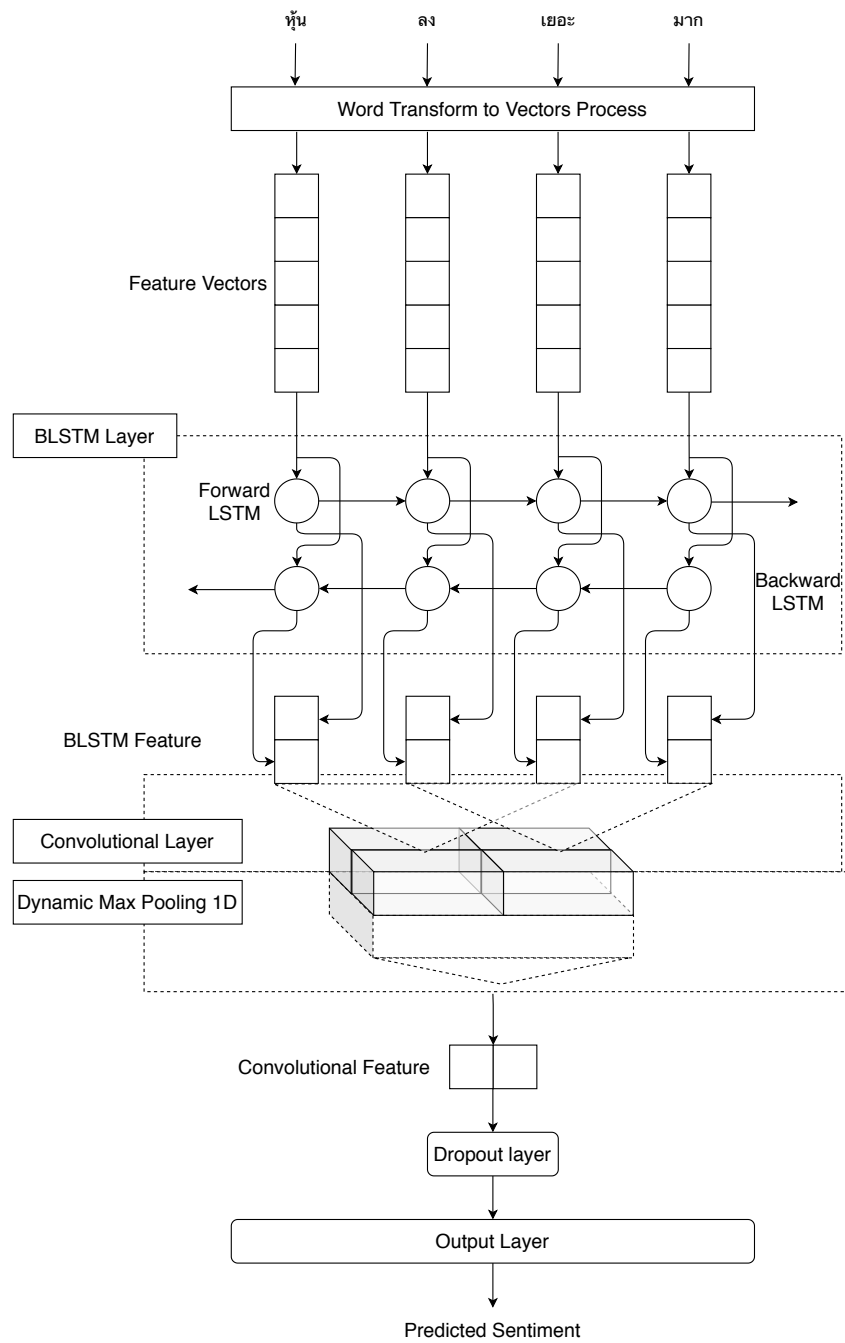 หุ้น ลง เยอะ มาก
Word Transform to Vectors Process
Feature Vectors
BLSTM Layer
Forward
LSTM
Backward
LSTM
BLSTM Feature
Convolutional Layer
Dynamic Max Pooling 1D
Convolutional Feature
Dropout layer
Output Layer
Predicted Sentiment